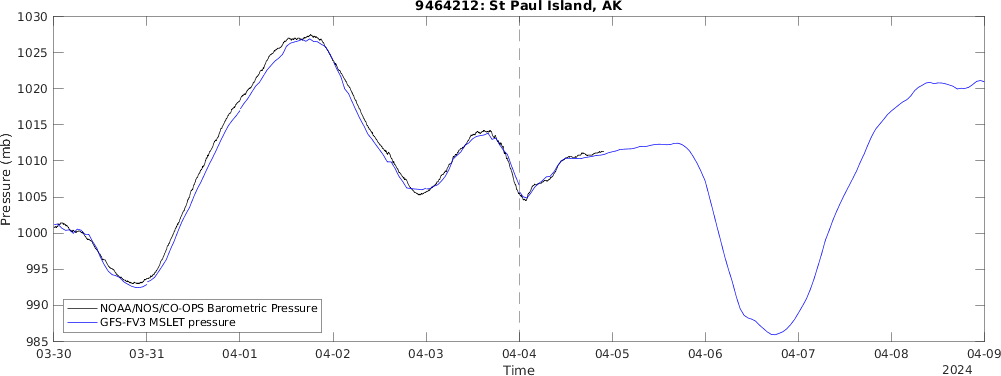 9464212: St Paul Island, AK
1030
1025
1020
1015
1010
1005
1000
995
990
985
Pressure (mb)
NOAA/NOS/CO-OPS Barometric Pressure
GFS-FV3 MSLET pressure
03-30 03-31 04-01 04-02 04-03 04-04 04-05 04-06 04-07 04-08 04-09
Time
2024